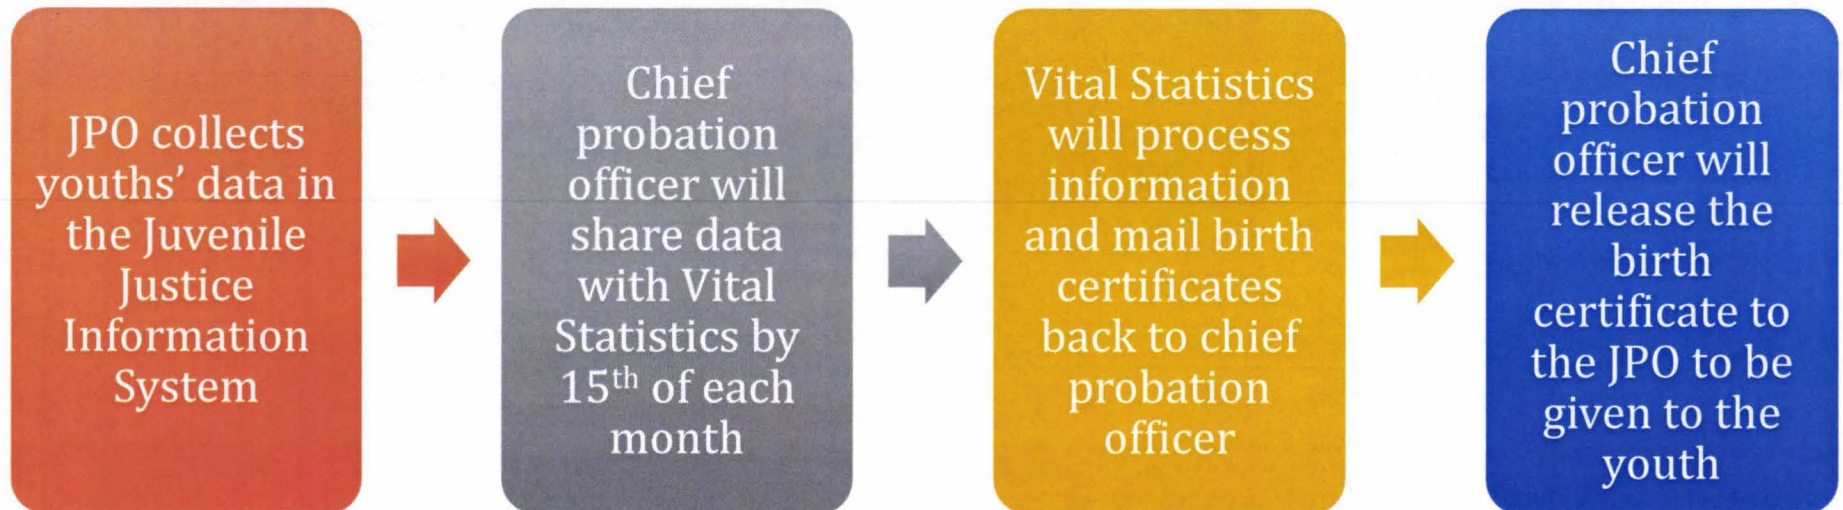 JPO collects
youths' data in
the Juvenile
Justice
Information
System
Chief
probation
officer will
share data
with Vital
Statistics by
15th of each
month
Vital Statistics
will process
information
and mail birth
certificates
back to chief
probation
officer
Chief
probation
officer will
release the
birth
certificate to
the JPO to be
given to the
youth